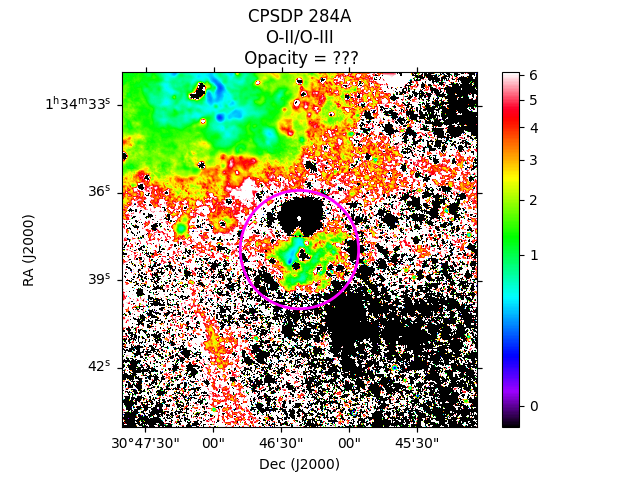 CPSDP 284A
O-II/O-III
Opacity = ???
1ʰ34ᵐ33ˢ
36ˢ
39ˢ
42ˢ
RA (J2000)
30°47'30" 00" 46'30" 00" 45'30"
Dec (J2000)
6
5
4
3
2
1
0